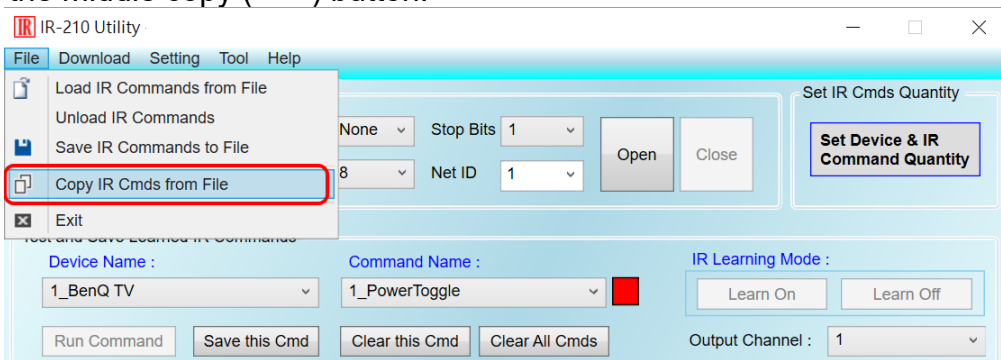 IR IR-210 Utility
File Download Setting Tool Help
Load IR Commands from File
Unload IR Commands
Save IR Commands to File
Copy IR Cmds from File
Exit
None Stop Bits 1
8 Net ID 1
Open Close
Set IR Cmds Quantity
Set Device & IR
Command Quantity
Device Name :
1_BenQ TV
Command Name :
1_PowerToggle
IR Learning Mode :
Learn On Learn Off
Run Command Save this Cmd Clear this Cmd Clear All Cmds
Output Channel : 1